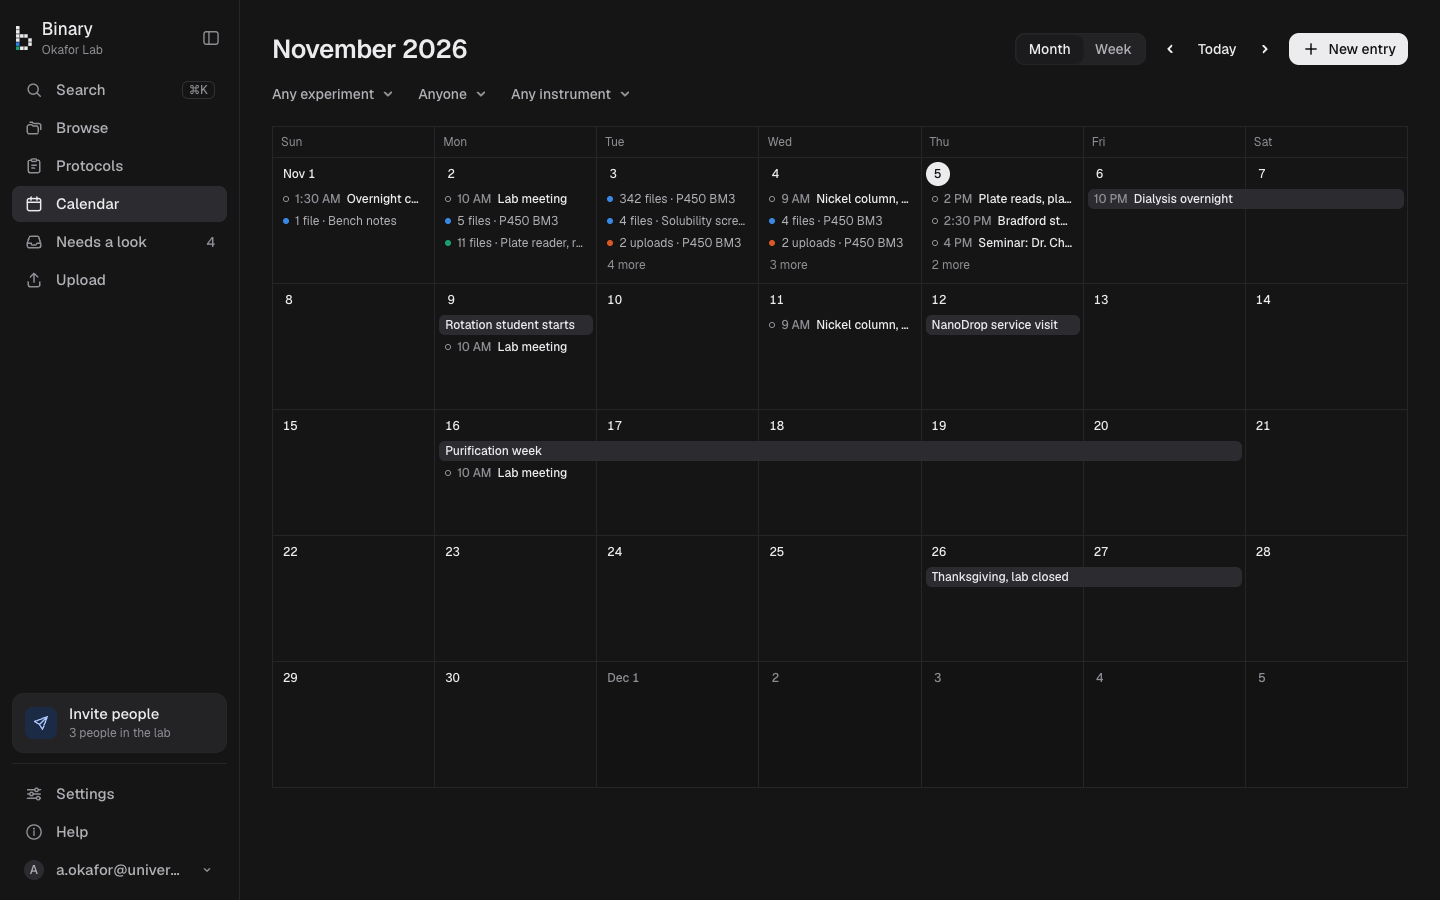 Binary
Okafor Lab
Search ⌘K
Browse
Protocols
Calendar
Needs a look 4
Upload
Invite people
3 people in the lab
Settings
Help
A a.okafor@univer...
November 2026
Month Week Today New entry
Any experiment Anyone Any instrument
Sun Mon Tue Wed Thu Fri Sat
Nov 1 2 3 4 5 6 7
1:30 AM Overnight c...
1 file · Bench notes
10 AM Lab meeting
5 files · P450 BM3
11 files · Plate reader, r...
342 files · P450 BM3
4 files · Solubility scre...
2 uploads · P450 BM3
4 more
9 AM Nickel column, ...
4 files · P450 BM3
2 uploads · P450 BM3
3 more
2 PM Plate reads, pla...
2:30 PM Bradford st...
4 PM Seminar: Dr. Ch...
2 more
10 PM Dialysis overnight
8 9 10 11 12 13 14
Rotation student starts
10 AM Lab meeting
9 AM Nickel column, ...
NanoDrop service visit
15 16 17 18 19 20 21
Purification week
10 AM Lab meeting
22 23 24 25 26 27 28
Thanksgiving, lab closed
29 30 Dec 1 2 3 4 5